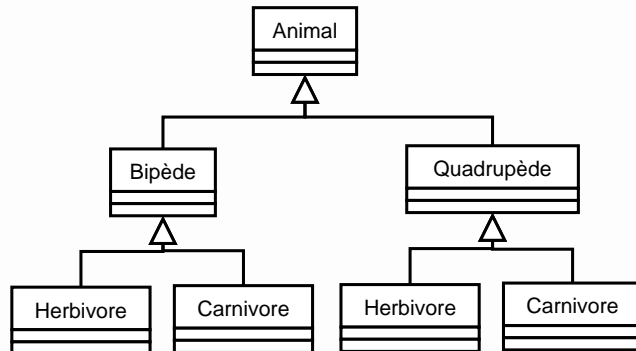 Animal
Bipède
Quadrupède
Herbivore
Carnivore
Herbivore
Carnivore